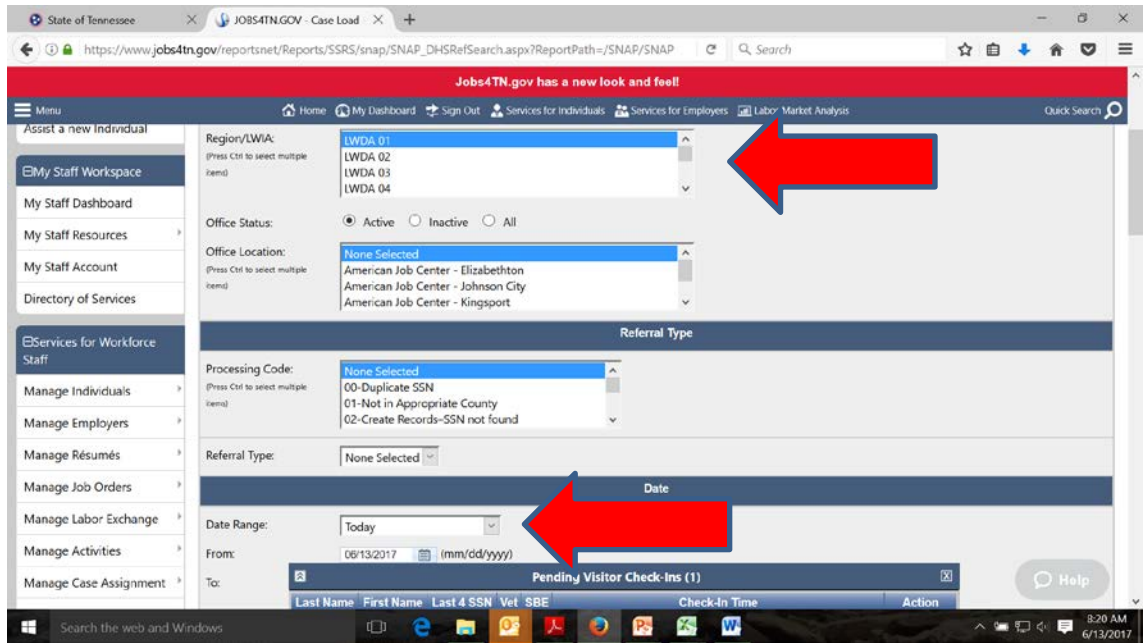 State of Tennessee
JOBS4TN.GOV - Case Load
https://www.jobs4tn.gov/reportsnet/Reports/SSRS/snap/SNAP_DHSRefSearch.aspx?ReportPath=/SNAP/SNAP
Search
Jobs4TN.gov has a new look and feel!
Menu
Home My Dashboard Sign Out Services for Individuals Services for Employers Labor Market Analysis
Quick Search
Assist a new Individual
My Staff Workspace
My Staff Dashboard
My Staff Resources
My Staff Account
Directory of Services
Services for Workforce
Staff
Manage Individuals
Manage Employers
Manage Résumés
Manage Job Orders
Manage Labor Exchange
Manage Activities
Manage Case Assignment
Region/LWIA:
(Press Ctrl to select multiple
items)
LWDA 01
LWDA 02
LWDA 03
LWDA 04
Office Status:
Active Inactive All
Office Location:
(Press Ctrl to select multiple
items)
None Selected
American Job Center - Elizabethton
American Job Center - Johnson City
American Job Center - Kingsport
Referral Type
Processing Code:
(Press Ctrl to select multiple
items)
None Selected
00-Duplicate SSN
01-Not in Appropriate County
02-Create Records–SSN not found
Referral Type:
None Selected
Date
Date Range:
Today
From:
06/13/2017 (mm/dd/yyyy)
To:
Pending Visitor Check-Ins (1)
Last Name First Name Last 4 SSN Vet SBE Check-In Time Action
Help
Search the web and Windows
8:20 AM
6/13/2017